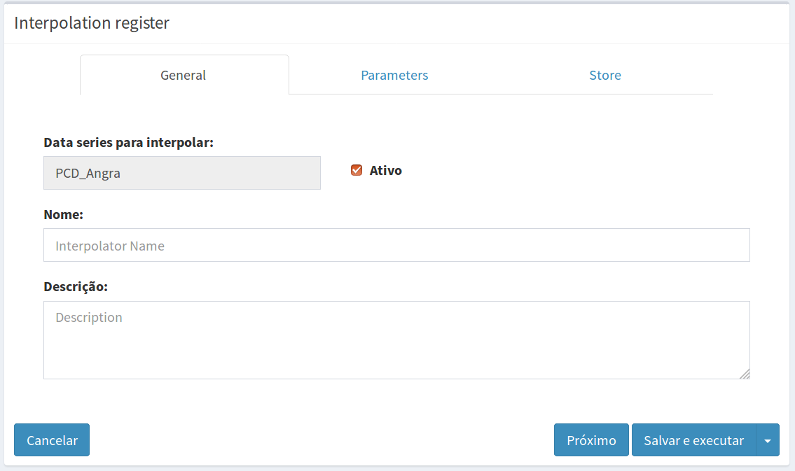 Interpolation register
General Parameters Store
Data series para interpolar:
PCD_Angra Ativo
Nome:
Interpolator Name
Descrição:
Description
Cancelar Próximo Salvar e executar